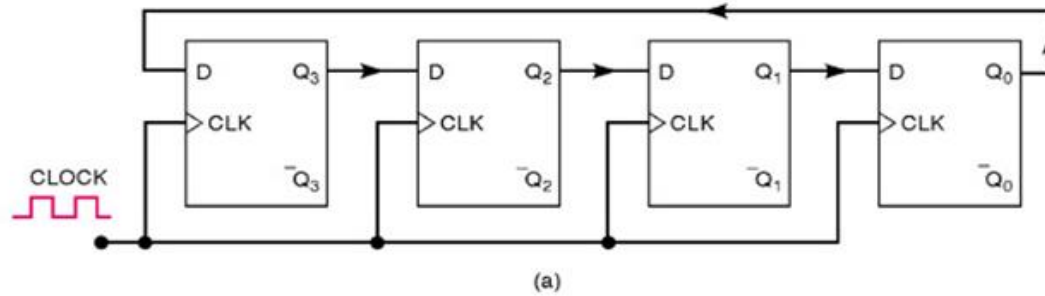 D Q₃ D Q₂ D Q₁ D Q₀
CLK CLK CLK CLK
CLOCK
Q̅₃ Q̅₂ Q̅₁ Q̅₀
(a)